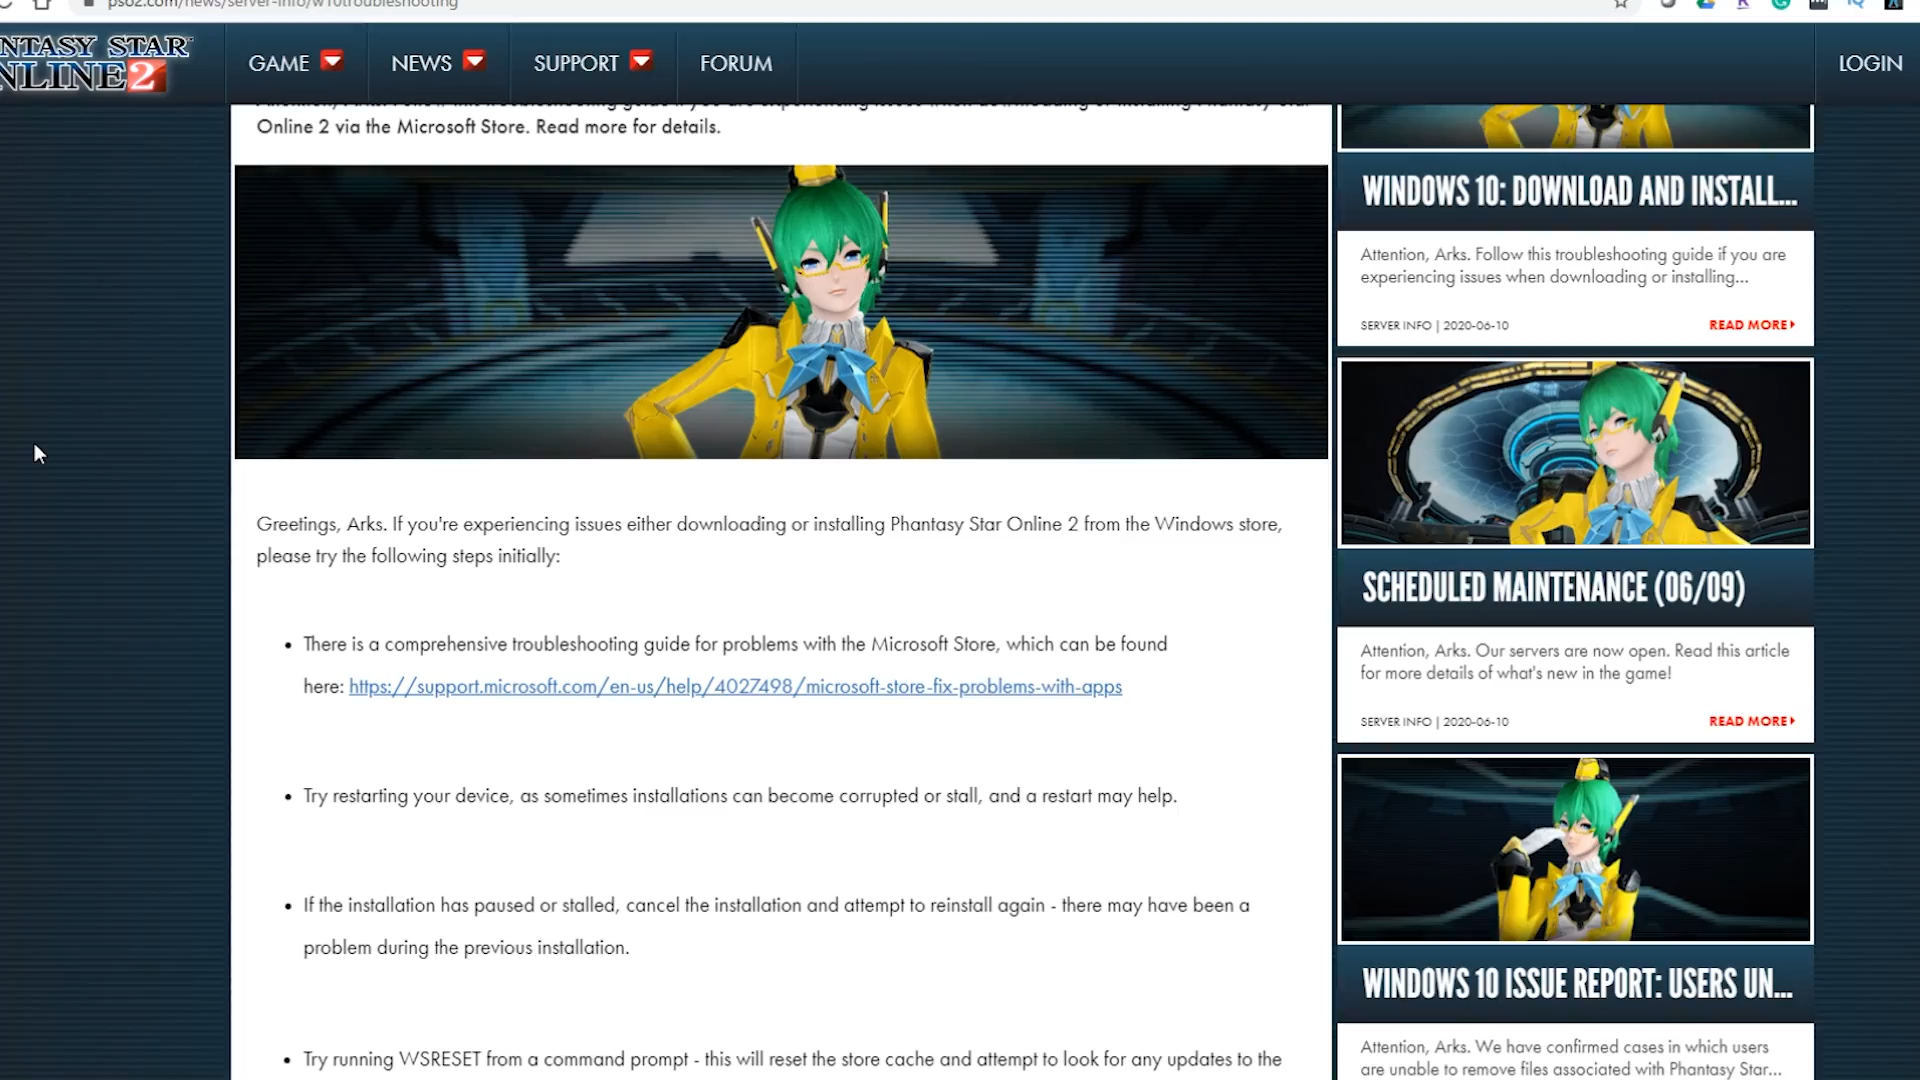 pso2.com/news/server-info/w10troubleshooting
NTASY STAR
NLINE2
GAME
NEWS
SUPPORT
FORUM
LOGIN
Online 2 via the Microsoft Store. Read more for details.
Greetings, Arks. If you're experiencing issues either downloading or installing Phantasy Star Online 2 from the Windows store,
please try the following steps initially:
• There is a comprehensive troubleshooting guide for problems with the Microsoft Store, which can be found
here: https://support.microsoft.com/en-us/help/4027498/microsoft-store-fix-problems-with-apps
• Try restarting your device, as sometimes installations can become corrupted or stall, and a restart may help.
• If the installation has paused or stalled, cancel the installation and attempt to reinstall again - there may have been a
problem during the previous installation.
• Try running WSRESET from a command prompt - this will reset the store cache and attempt to look for any updates to the
WINDOWS 10: DOWNLOAD AND INSTALL...
Attention, Arks. Follow this troubleshooting guide if you are
experiencing issues when downloading or installing...
SERVER INFO | 2020-06-10
READ MORE
SCHEDULED MAINTENANCE (06/09)
Attention, Arks. Our servers are now open. Read this article
for more details of what's new in the game!
SERVER INFO | 2020-06-10
READ MORE
WINDOWS 10 ISSUE REPORT: USERS UN...
Attention, Arks. We have confirmed cases in which users
are unable to remove files associated with Phantasy Star...